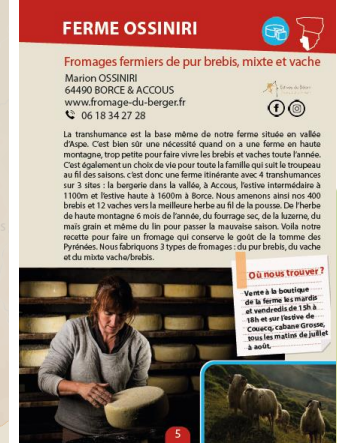 FERME OSSINIRI
Fromages fermiers de pur brebis, mixte et vache
Marion OSSINIRI
64490 BORCE & ACCOUS
www.fromage-du-berger.fr
06 18 34 27 28
La transhumance est la base même de notre ferme située en vallée
d'Aspe. C'est bien sûr une nécessité quand on a une ferme en haute
montagne, trop petite pour faire vivre les brebis et vaches toute l'année.
C'est également un choix de vie pour toute la famille qui suit le troupeau
au fil des saisons. c'est donc une ferme itinérante avec 4 transhumances
sur 3 sites : la bergerie dans la vallée, à Accous, l'estive intermédaire à
1100m et l'estive haute à 1600m à Borce. Nous amenons ainsi nos 400
brebis et 12 vaches vers la meilleure herbe au fil de la pousse. De l'herbe
de haute montagne 6 mois de l'année, du fourrage sec, de la luzerne, du
maïs grain et même du lin pour passer la mauvaise saison. Voilà notre
recette pour faire un fromage qui conserve le goût de la tomme des
Pyrénées. Nous fabriquons 3 types de fromages : du pur brebis, du vache
et du mixte vache/brebis.
Où nous trouver ?
Vente à la boutique
de la ferme les mardis
et vendredis de 15h à
18h et sur l'estive de
Couecq, cabane Grosse,
tous les matins de juillet
à août.
5